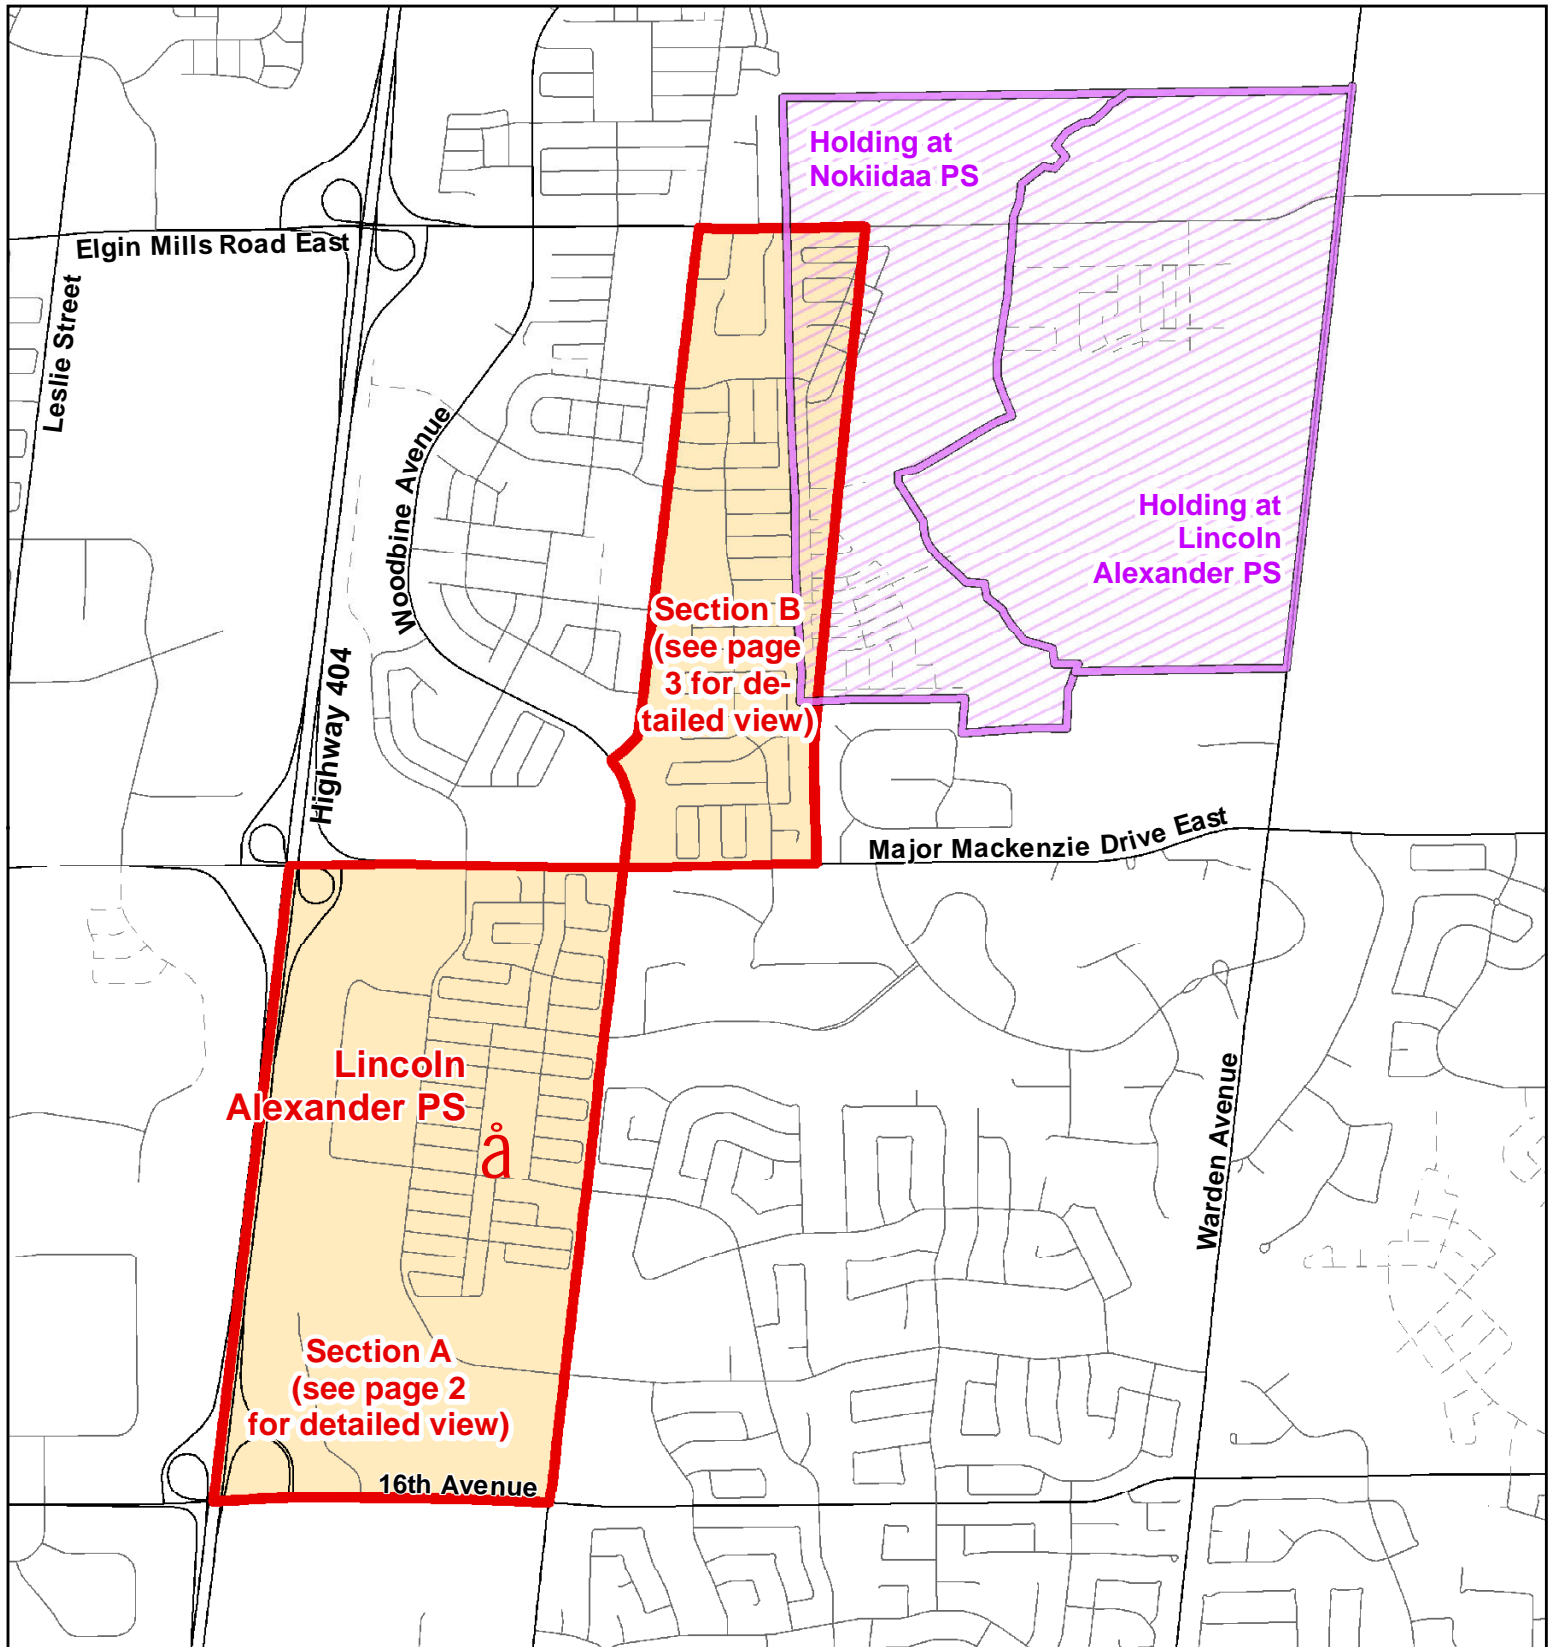 Holding at
Nokiidaa PS
Elgin Mills Road East
Leslie Street
Woodbine Avenue
Holding at
Lincoln
Alexander PS
Section B
(see page
3 for de-
tailed view)
Highway 404
Major Mackenzie Drive East
Lincoln
Alexander PS
å
Warden Avenue
Section A
(see page 2
for detailed view)
16th Avenue